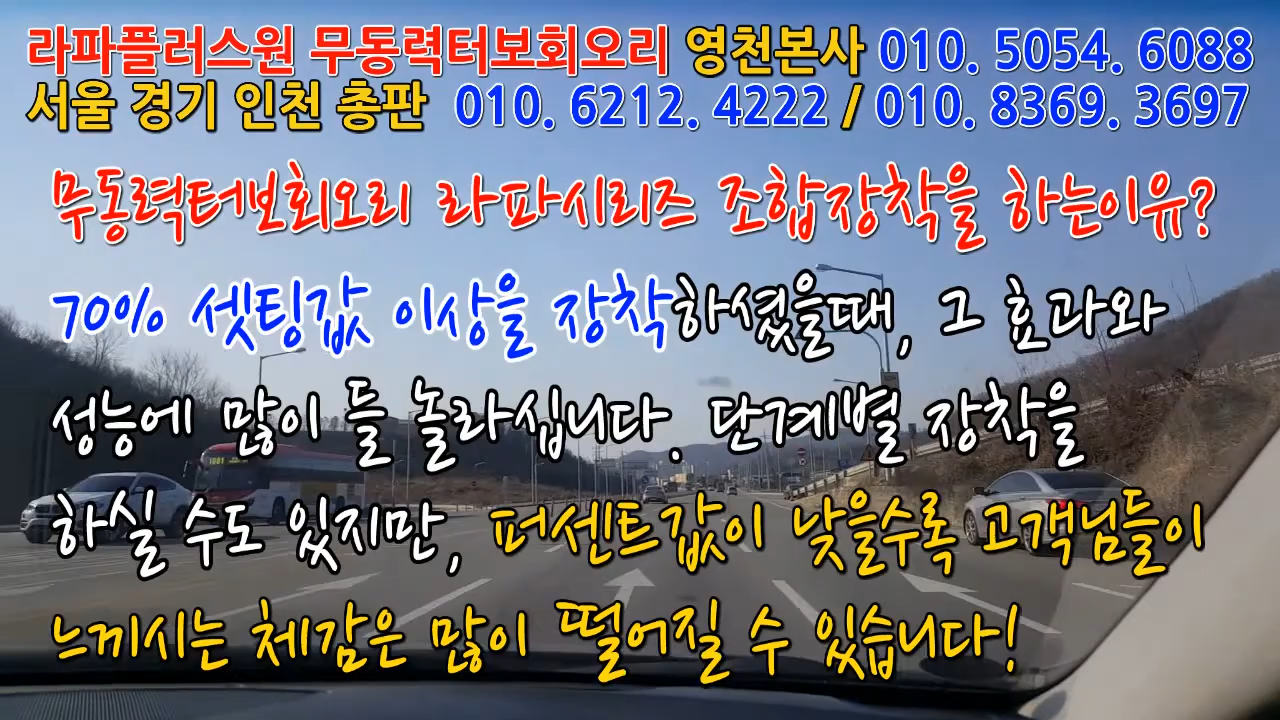 라파플러스원 무동력터보회오리 영천본사 010. 5054. 6088
서울 경기 인천 총판 010. 6212. 4222 / 010. 8369. 3697
무동력터보회오리 라파시리즈 조합장착을 하는이유?
70% 셋팅값 이상을 장착하셨을때, 그 효과와
성능에 많이 들 놀라십니다. 단계별 장착을
하실 수도 있지만, 퍼센트값이 낮을수록 고객님들이
느끼시는 체감은 많이 떨어질 수 있습니다!
1001